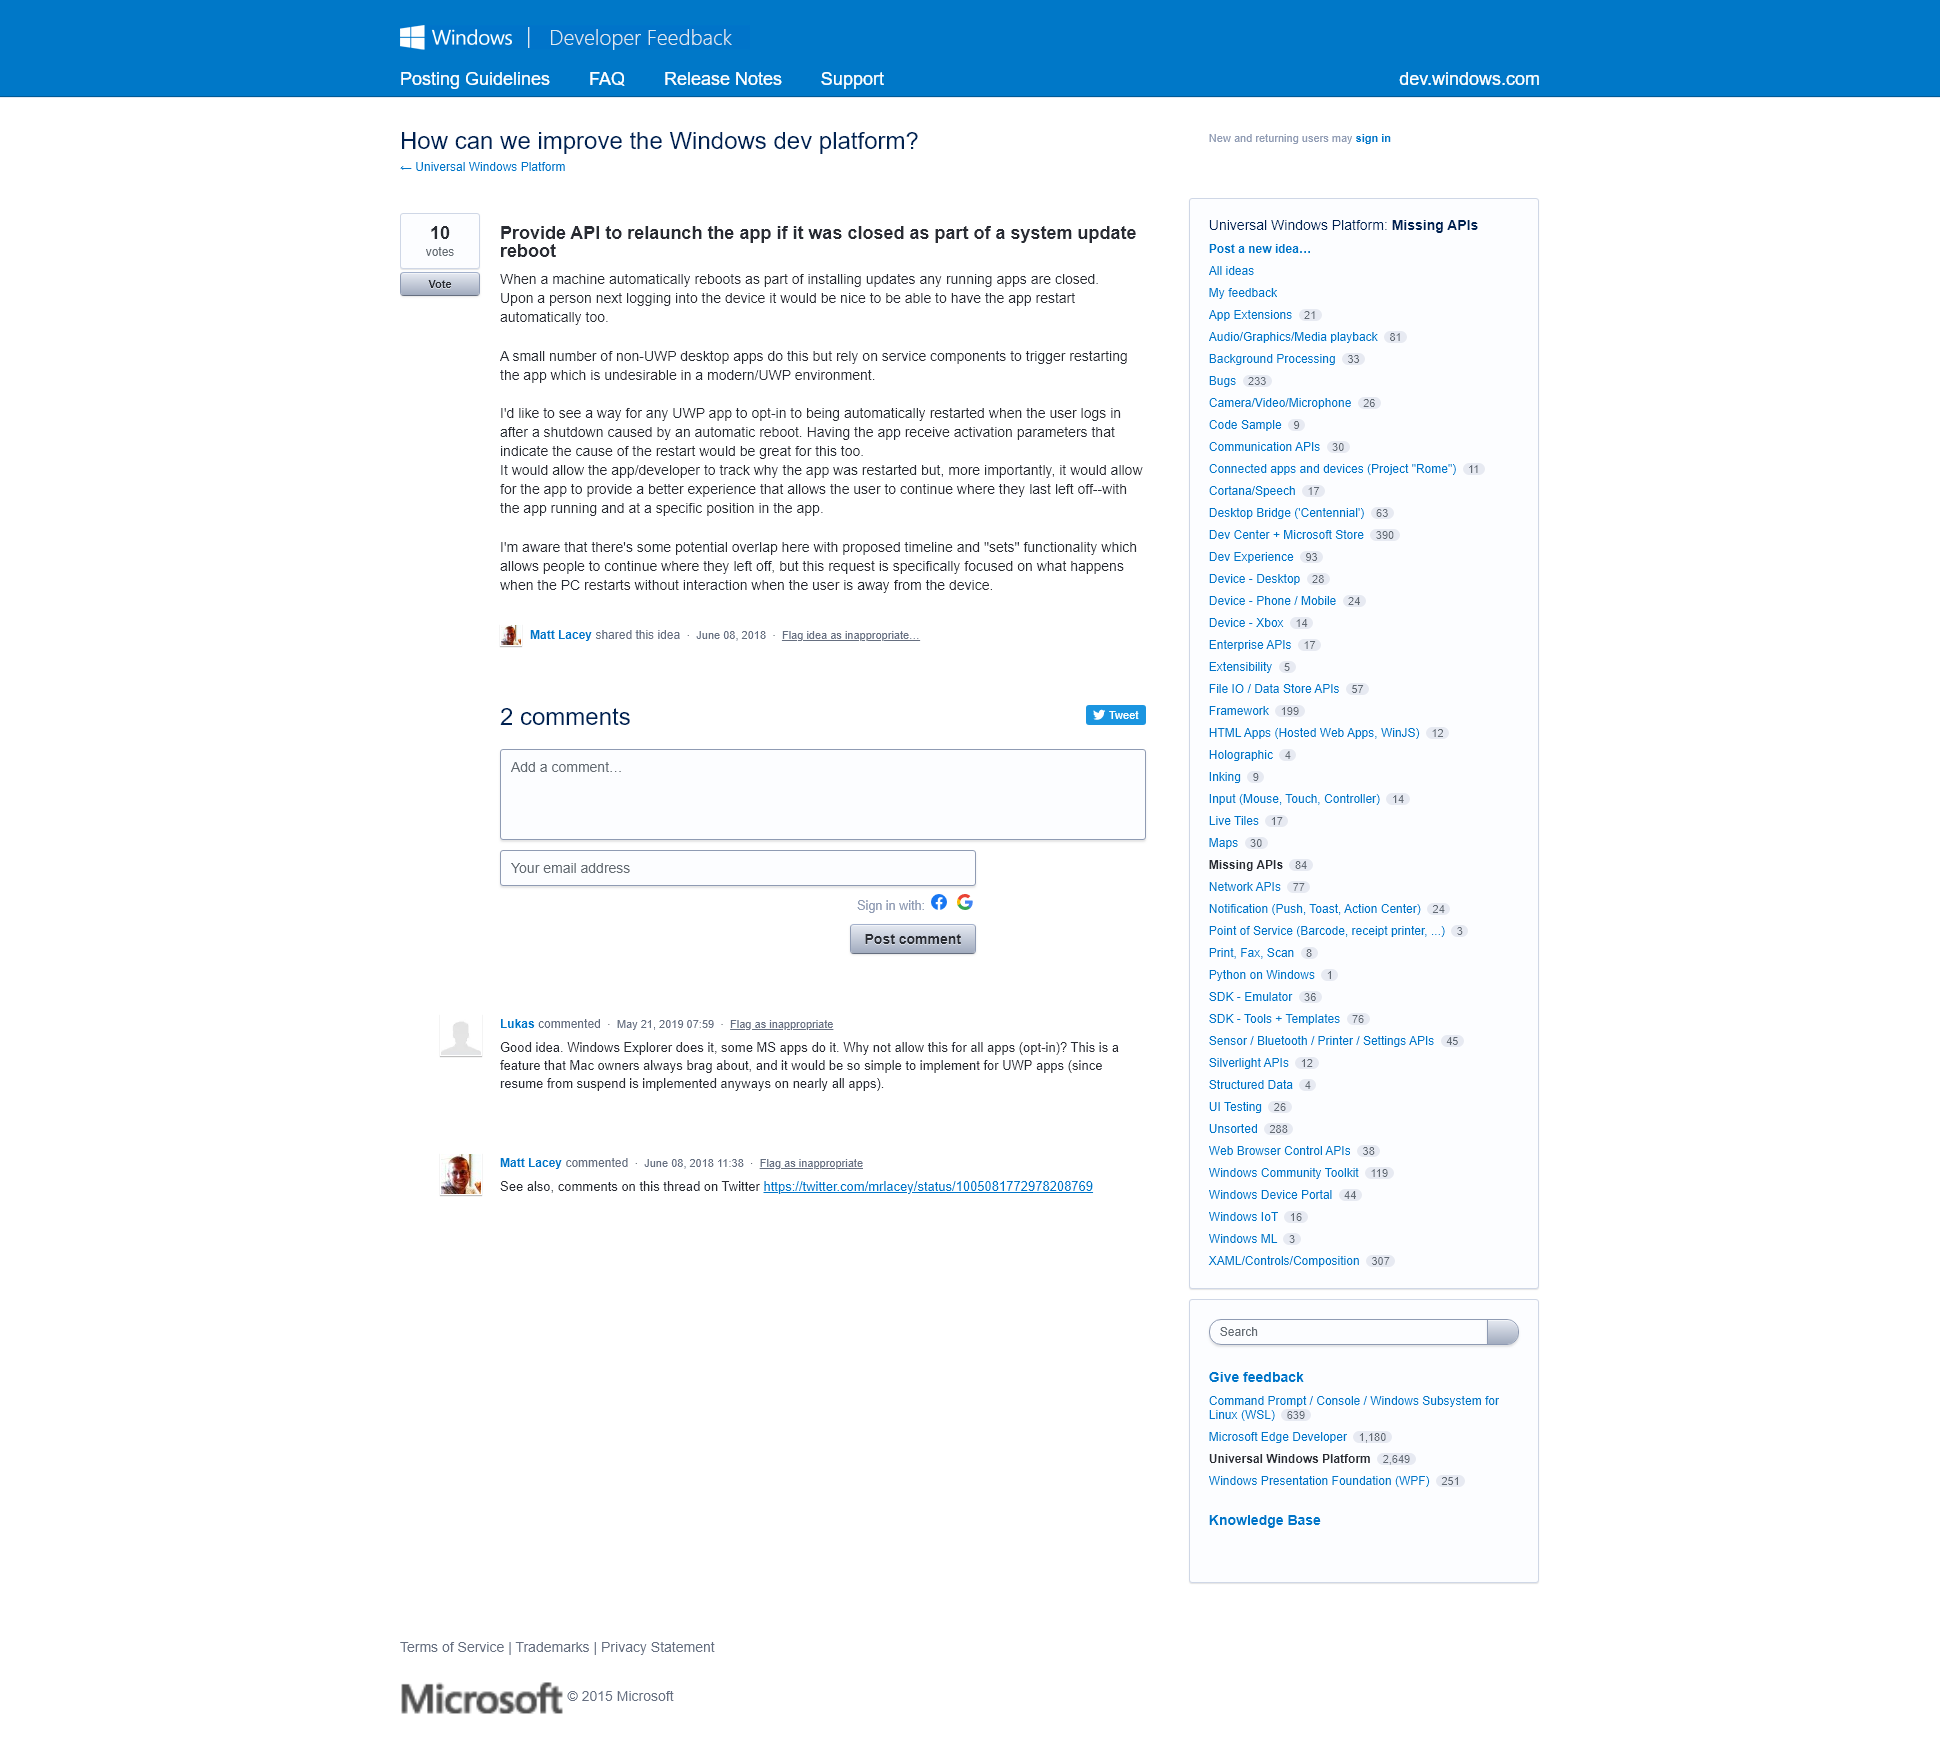 Windows | Developer Feedback
Posting Guidelines FAQ Release Notes Support dev.windows.com
How can we improve the Windows dev platform?
← Universal Windows Platform
New and returning users may sign in
10
votes
Vote
Provide API to relaunch the app if it was closed as part of a system update
reboot
When a machine automatically reboots as part of installing updates any running apps are closed.
Upon a person next logging into the device it would be nice to be able to have the app restart
automatically too.
A small number of non-UWP desktop apps do this but rely on service components to trigger restarting
the app which is undesirable in a modern/UWP environment.
I'd like to see a way for any UWP app to opt-in to being automatically restarted when the user logs in
after a shutdown caused by an automatic reboot. Having the app receive activation parameters that
indicate the cause of the restart would be great for this too.
It would allow the app/developer to track why the app was restarted but, more importantly, it would allow
for the app to provide a better experience that allows the user to continue where they last left off--with
the app running and at a specific position in the app.
I'm aware that there's some potential overlap here with proposed timeline and "sets" functionality which
allows people to continue where they left off, but this request is specifically focused on what happens
when the PC restarts without interaction when the user is away from the device.
Matt Lacey shared this idea · June 08, 2018 · Flag idea as inappropriate…
2 comments
Tweet
Add a comment…
Your email address
Sign in with:
Post comment
Lukas commented · May 21, 2019 07:59 · Flag as inappropriate
Good idea. Windows Explorer does it, some MS apps do it. Why not allow this for all apps (opt-in)? This is a
feature that Mac owners always brag about, and it would be so simple to implement for UWP apps (since
resume from suspend is implemented anyways on nearly all apps).
Matt Lacey commented · June 08, 2018 11:38 · Flag as inappropriate
See also, comments on this thread on Twitter https://twitter.com/mrlacey/status/1005081772978208769
Universal Windows Platform: Missing APIs
Post a new idea…
All ideas
My feedback
App Extensions 21
Audio/Graphics/Media playback 81
Background Processing 33
Bugs 233
Camera/Video/Microphone 26
Code Sample 9
Communication APIs 30
Connected apps and devices (Project "Rome") 11
Cortana/Speech 17
Desktop Bridge ('Centennial') 63
Dev Center + Microsoft Store 390
Dev Experience 93
Device - Desktop 28
Device - Phone / Mobile 24
Device - Xbox 14
Enterprise APIs 17
Extensibility 5
File IO / Data Store APIs 57
Framework 199
HTML Apps (Hosted Web Apps, WinJS) 12
Holographic 4
Inking 9
Input (Mouse, Touch, Controller) 14
Live Tiles 17
Maps 30
Missing APIs 84
Network APIs 77
Notification (Push, Toast, Action Center) 24
Point of Service (Barcode, receipt printer, ...) 3
Print, Fax, Scan 8
Python on Windows 1
SDK - Emulator 36
SDK - Tools + Templates 76
Sensor / Bluetooth / Printer / Settings APIs 45
Silverlight APIs 12
Structured Data 4
UI Testing 26
Unsorted 288
Web Browser Control APIs 38
Windows Community Toolkit 119
Windows Device Portal 44
Windows IoT 16
Windows ML 3
XAML/Controls/Composition 307
Search
Give feedback
Command Prompt / Console / Windows Subsystem for
Linux (WSL) 639
Microsoft Edge Developer 1,180
Universal Windows Platform 2,649
Windows Presentation Foundation (WPF) 251
Knowledge Base
Terms of Service | Trademarks | Privacy Statement
Microsoft © 2015 Microsoft